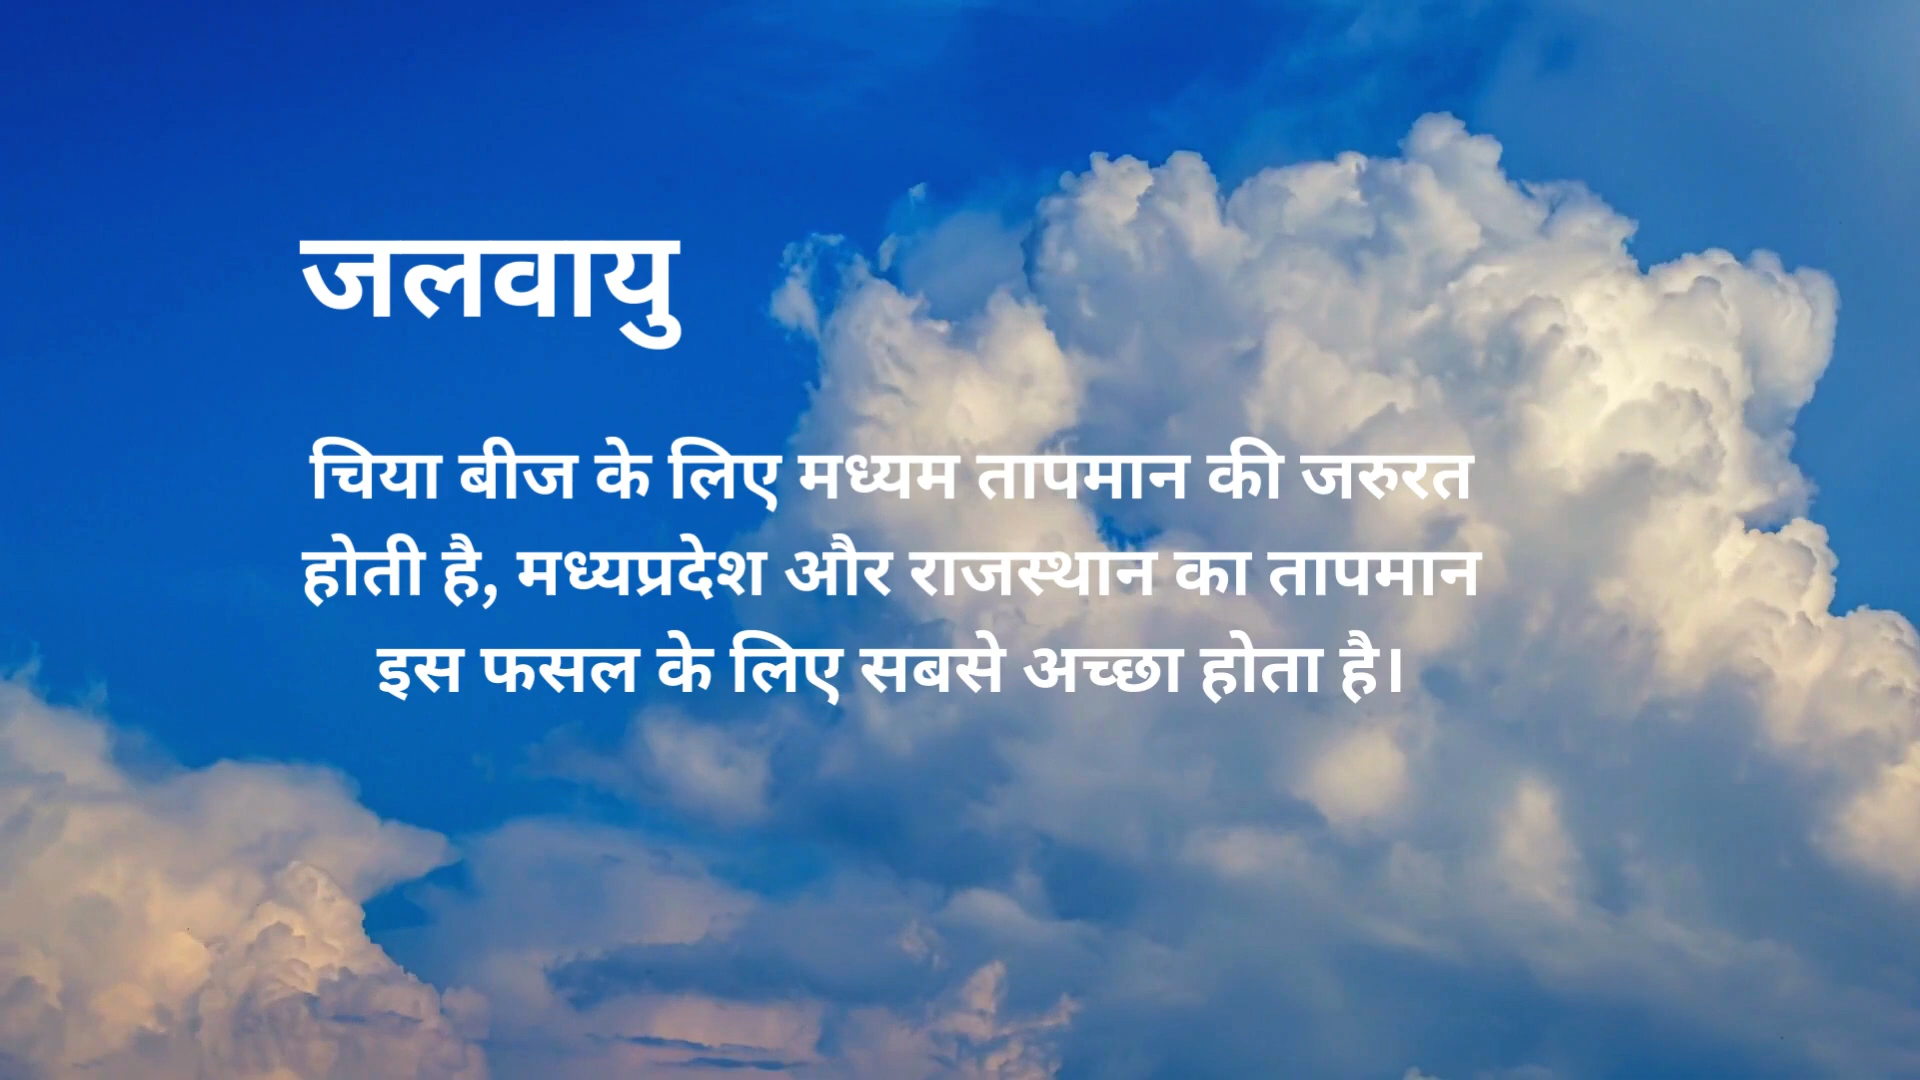 जलवायु
चिया बीज के लिए मध्यम तापमान की जरुरत
होती है, मध्यप्रदेश और राजस्थान का तापमान
इस फसल के लिए सबसे अच्छा होता है।